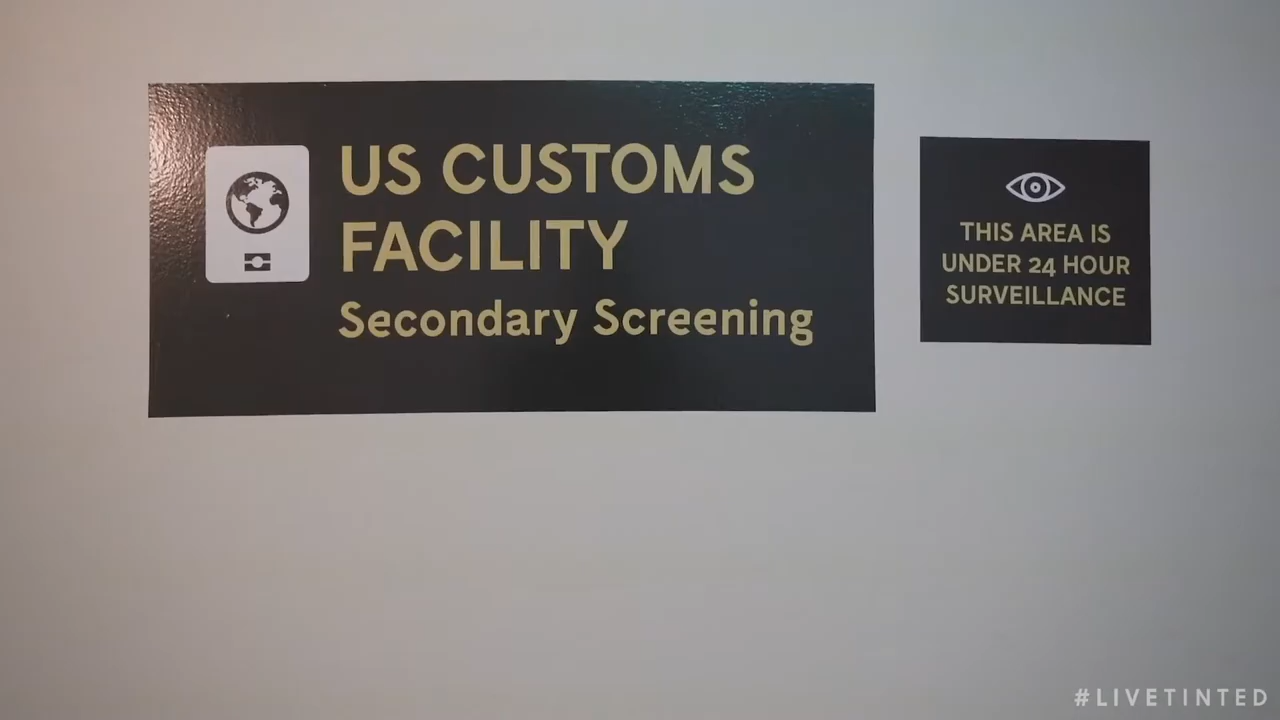 US CUSTOMS
FACILITY
Secondary Screening
THIS AREA IS
UNDER 24 HOUR
SURVEILLANCE
#LIVETINTED